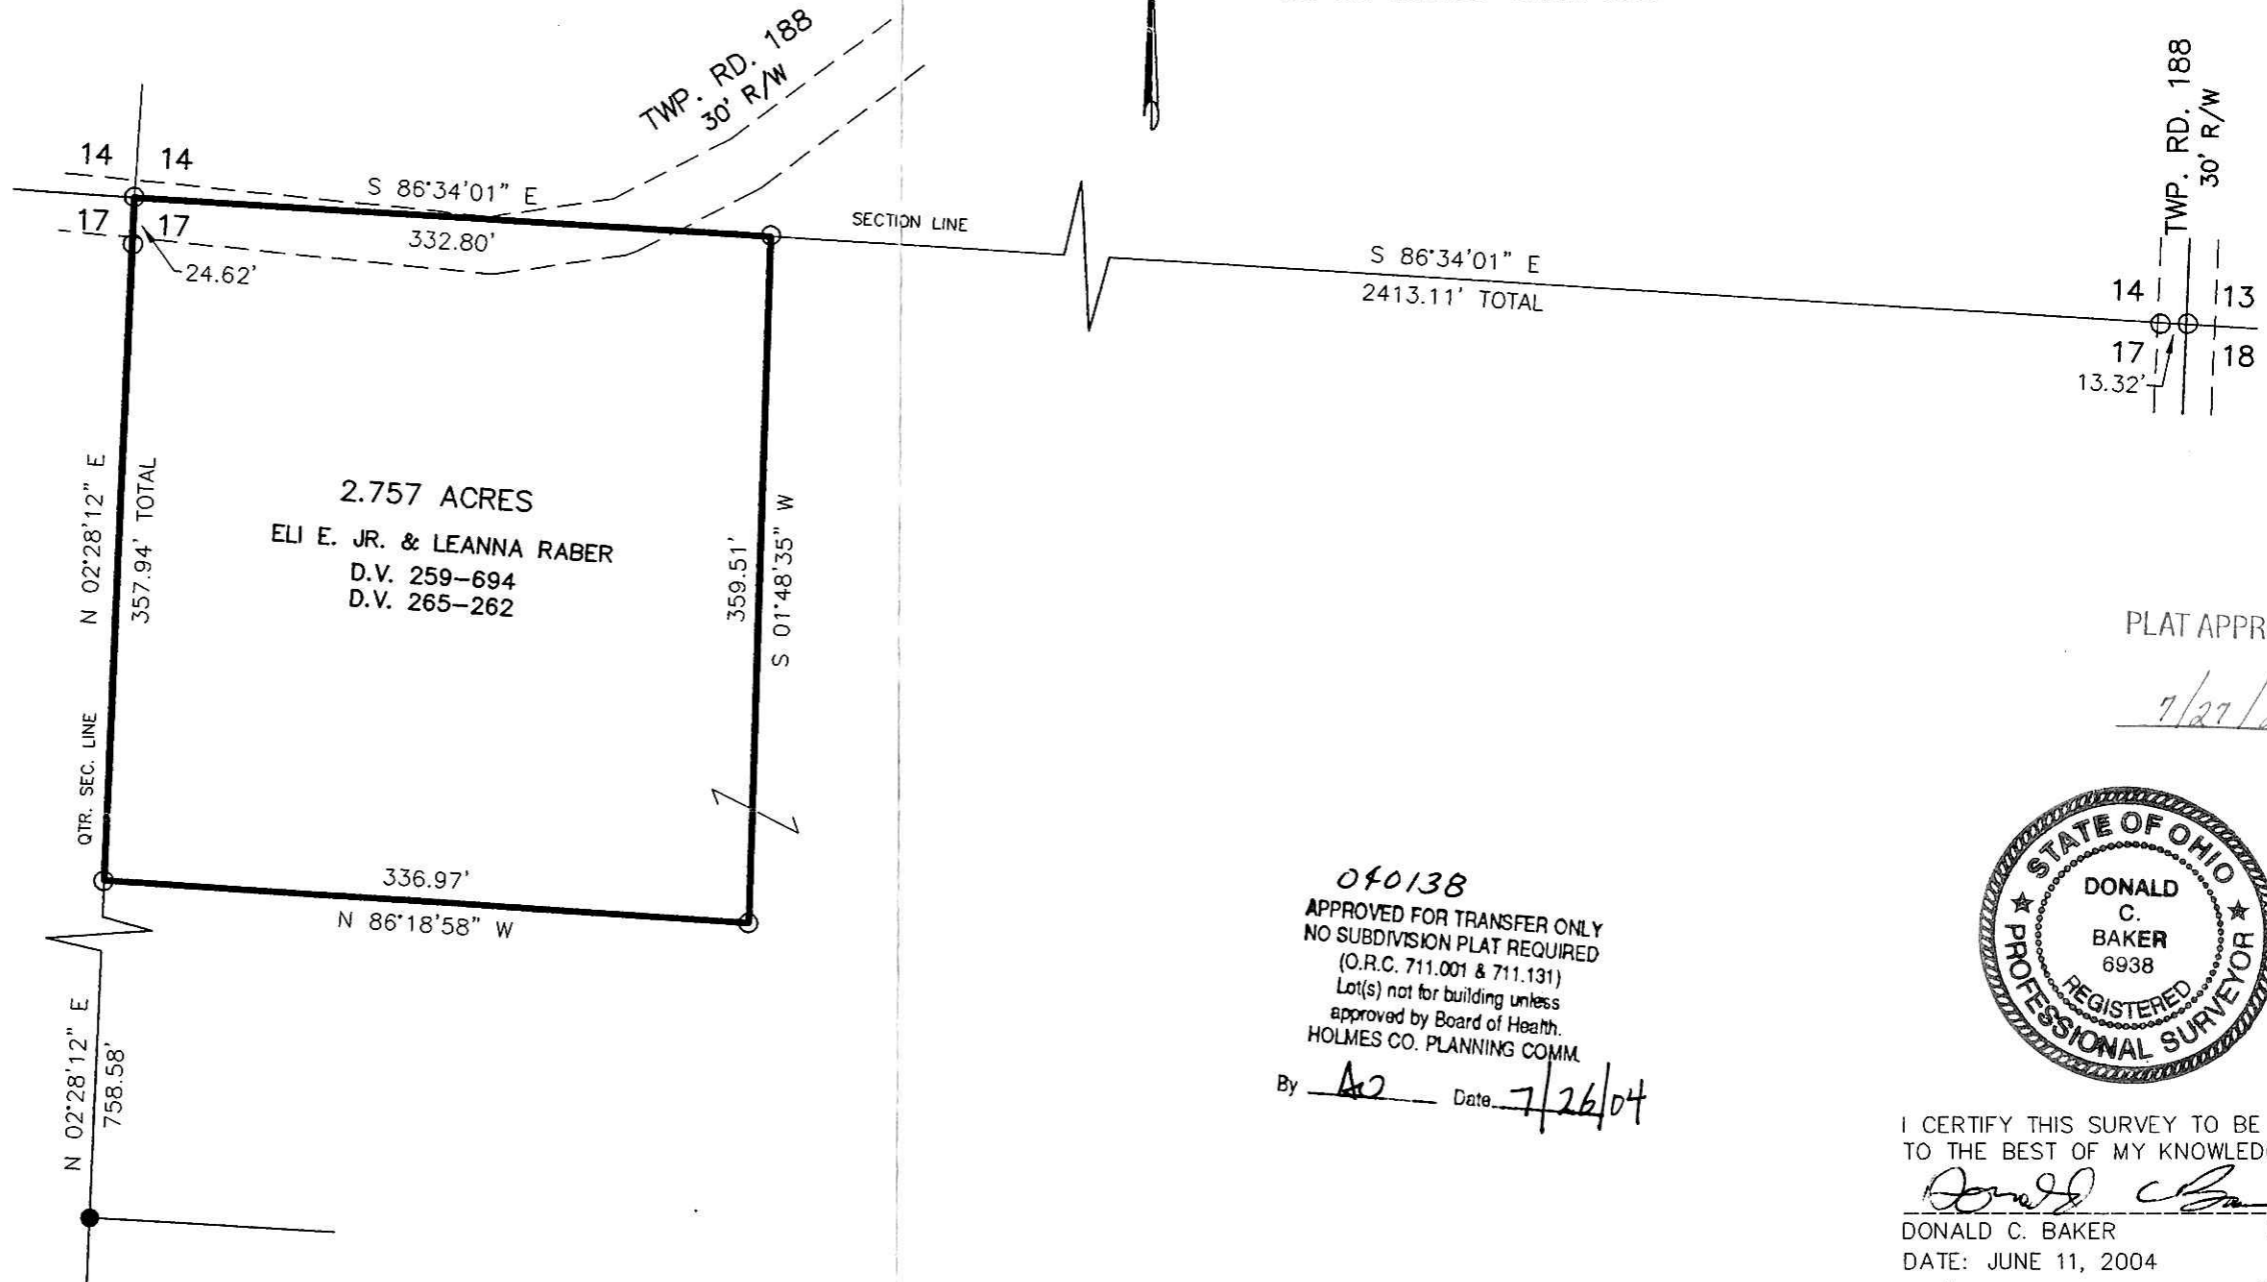 TWP. RD. 188
30' R/W
TWP. RD. 188
30' R/W
14 14
17 17
S 86°34'01" E
332.80'
24.62'
SECTION LINE
S 86°34'01" E
2413.11' TOTAL
14 13
17 18
13.32'
N 02°28'12" E
357.94' TOTAL
QTR. SEC. LINE
2.757 ACRES
ELI E. JR. & LEANNA RABER
D.V. 259-694
D.V. 265-262
359.51'
S 01°48'35" W
336.97'
N 86°18'58" W
N 02°28'12" E
758.58'
PLAT APPR
7/27/
040138
APPROVED FOR TRANSFER ONLY
NO SUBDIVISION PLAT REQUIRED
(O.R.C. 711.001 & 711.131)
Lot(s) not for building unless
approved by Board of Health.
HOLMES CO. PLANNING COMM.
By AO Date 7/26/04
STATE OF OHIO
DONALD
C.
BAKER
6938
REGISTERED
PROFESSIONAL SURVEYOR
I CERTIFY THIS SURVEY TO BE
TO THE BEST OF MY KNOWLED
Donald C
DONALD C. BAKER
DATE: JUNE 11, 2004